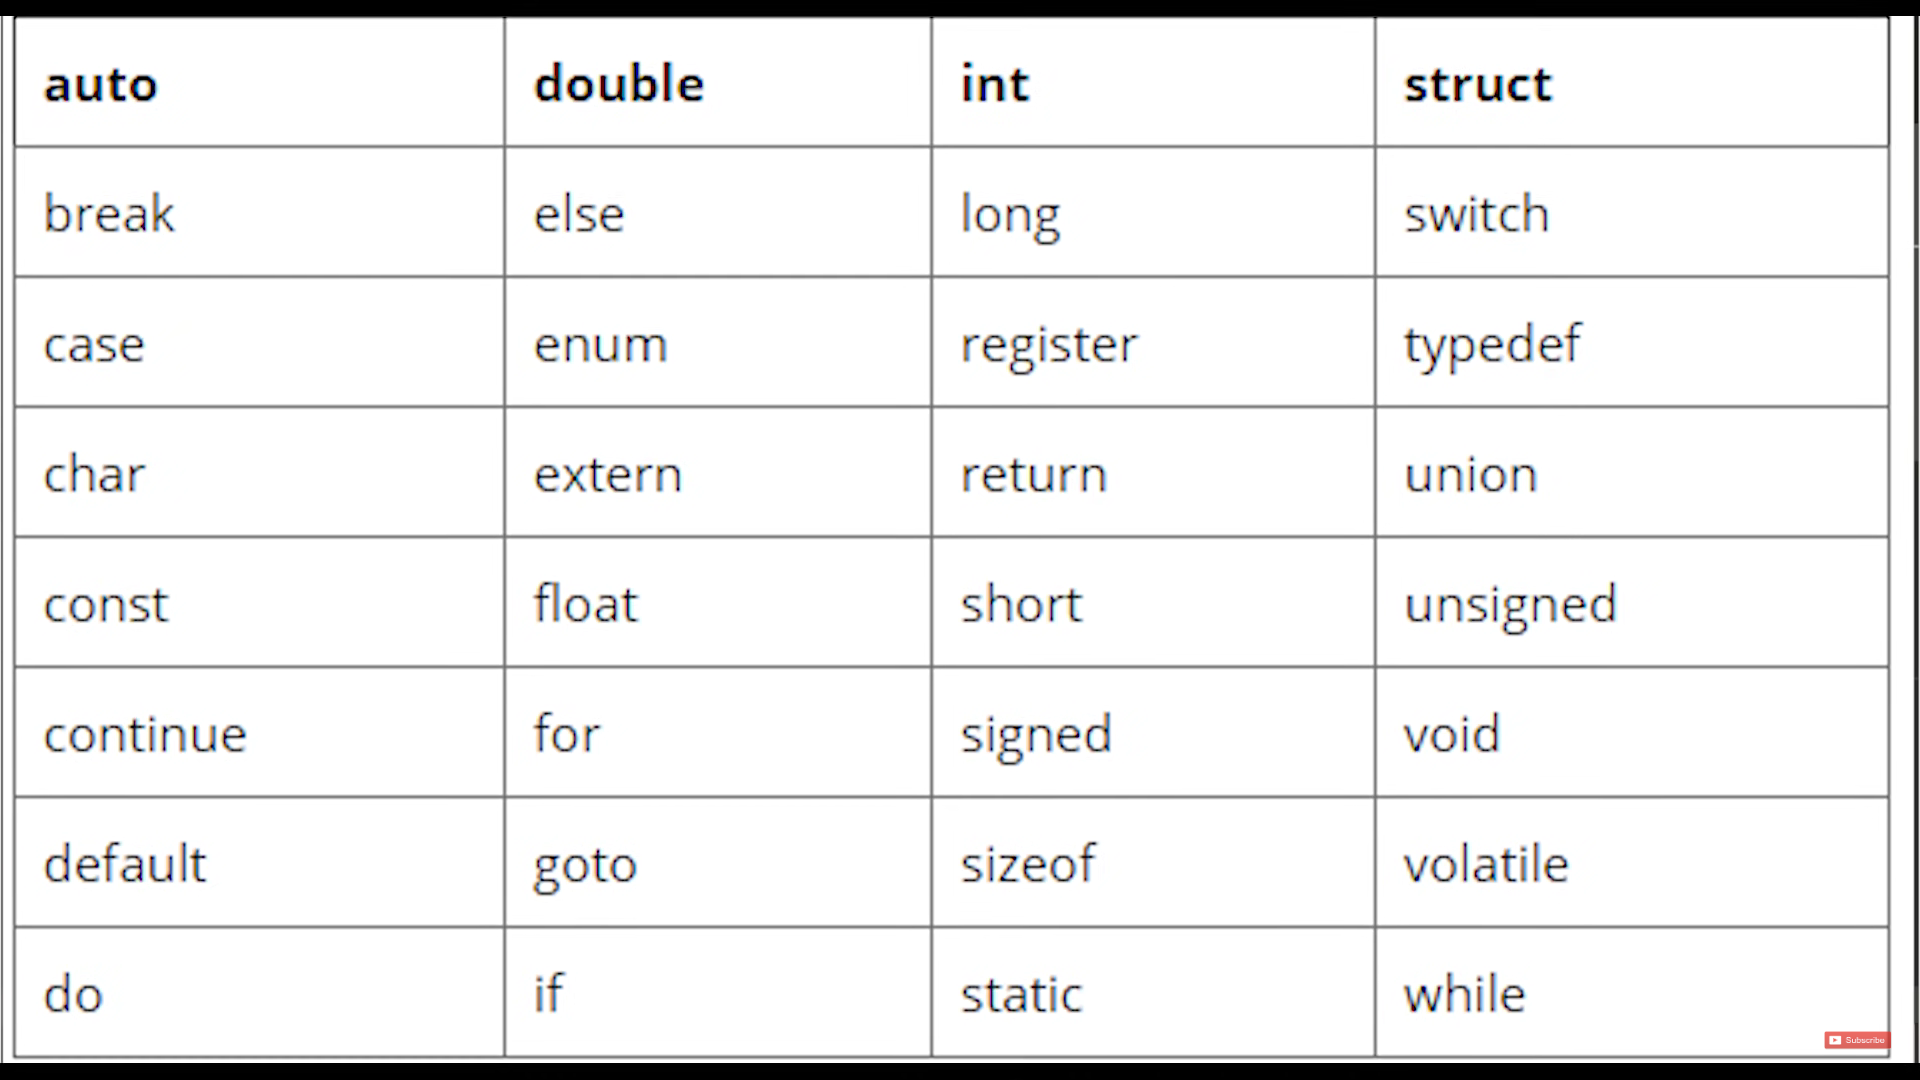 auto double int struct
break else long switch
case enum register typedef
char extern return union
const float short unsigned
continue for signed void
default goto sizeof volatile
do if static while
Subscribe